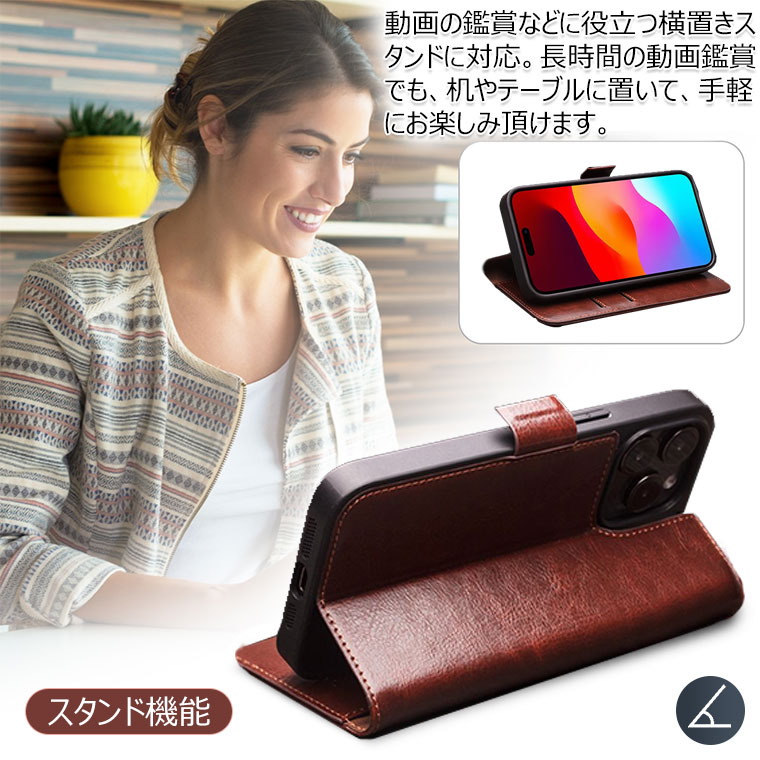 動画の鑑賞などに役立つ横置きス
タンドに対応。長時間の動画鑑賞
でも、机やテーブルに置いて、手軽
にお楽しみ頂けます。
スタンド機能